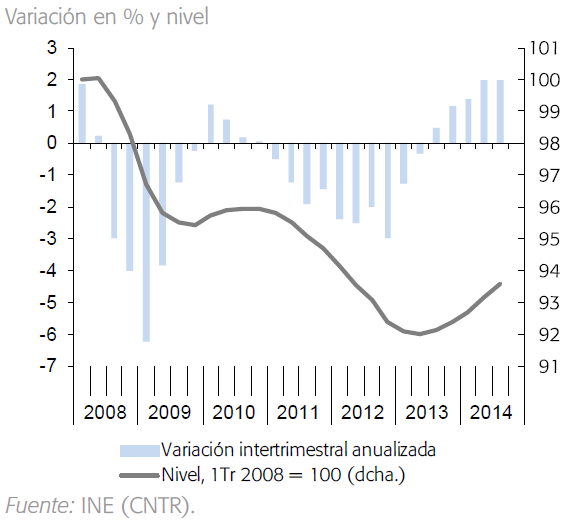 Variación en % y nivel
3 101
2 100
1 99
0 98
-1 97
-2 96
-3 95
-4 94
-5 93
-6 92
-7 91
2008 2009 2010 2011 2012 2013 2014
Variación intertrimestral anualizada
Nivel, 1Tr 2008 = 100 (dcha.)
Fuente: INE (CNTR).